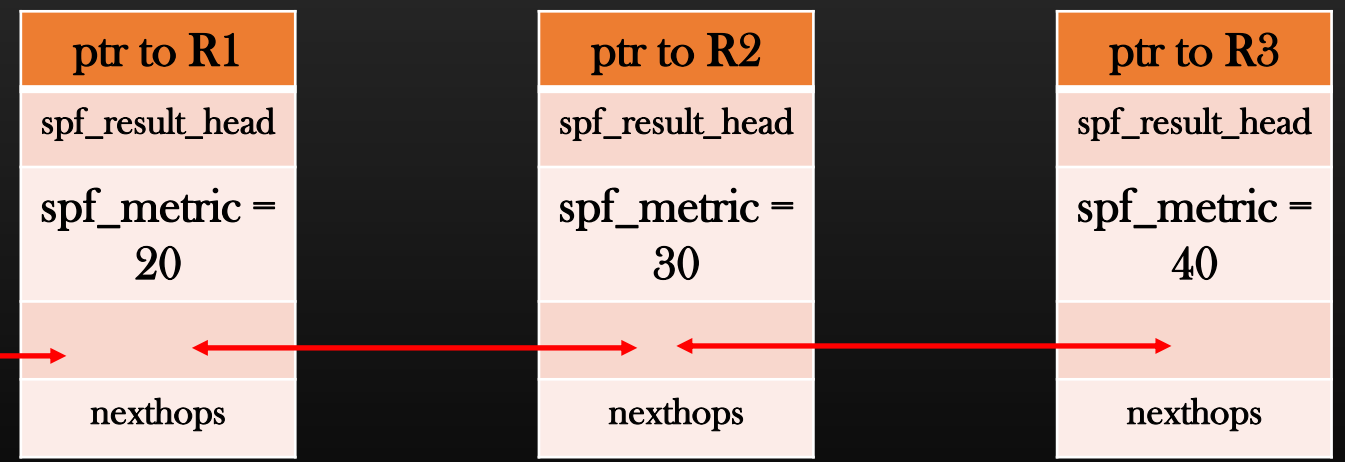 ptr to R1
spf_result_head
spf_metric =
20
nexthops
ptr to R2
spf_result_head
spf_metric =
30
nexthops
ptr to R3
spf_result_head
spf_metric =
40
nexthops